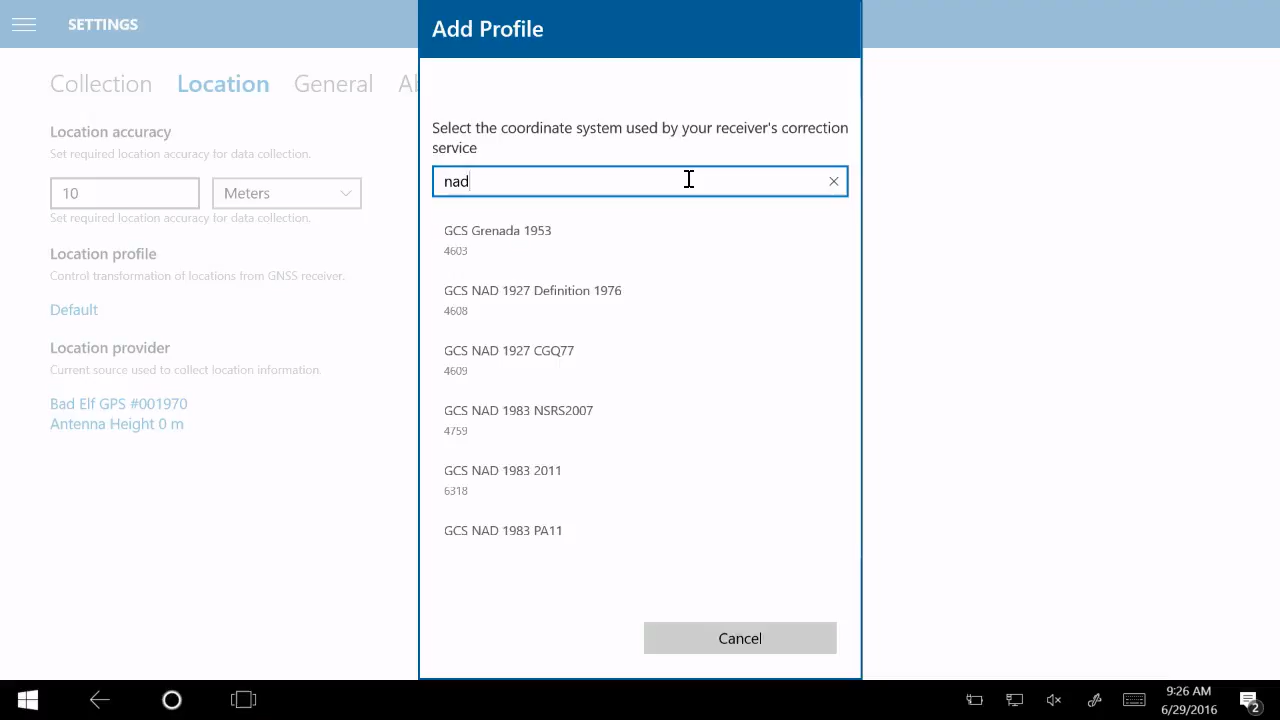 SETTINGS
Add Profile
Collection Location General Ab
Location accuracy
Set required location accuracy for data collection.
10 Meters
Set required location accuracy for data collection.
Location profile
Control transformation of locations from GNSS receiver.
Default
Location provider
Current source used to collect location information.
Bad Elf GPS #001970
Antenna Height 0 m
Select the coordinate system used by your receiver's correction
service
nad
GCS Grenada 1953
4603
GCS NAD 1927 Definition 1976
4608
GCS NAD 1927 CGQ77
4609
GCS NAD 1983 NSRS2007
4759
GCS NAD 1983 2011
6318
GCS NAD 1983 PA11
Cancel
9:26 AM
6/29/2016
2